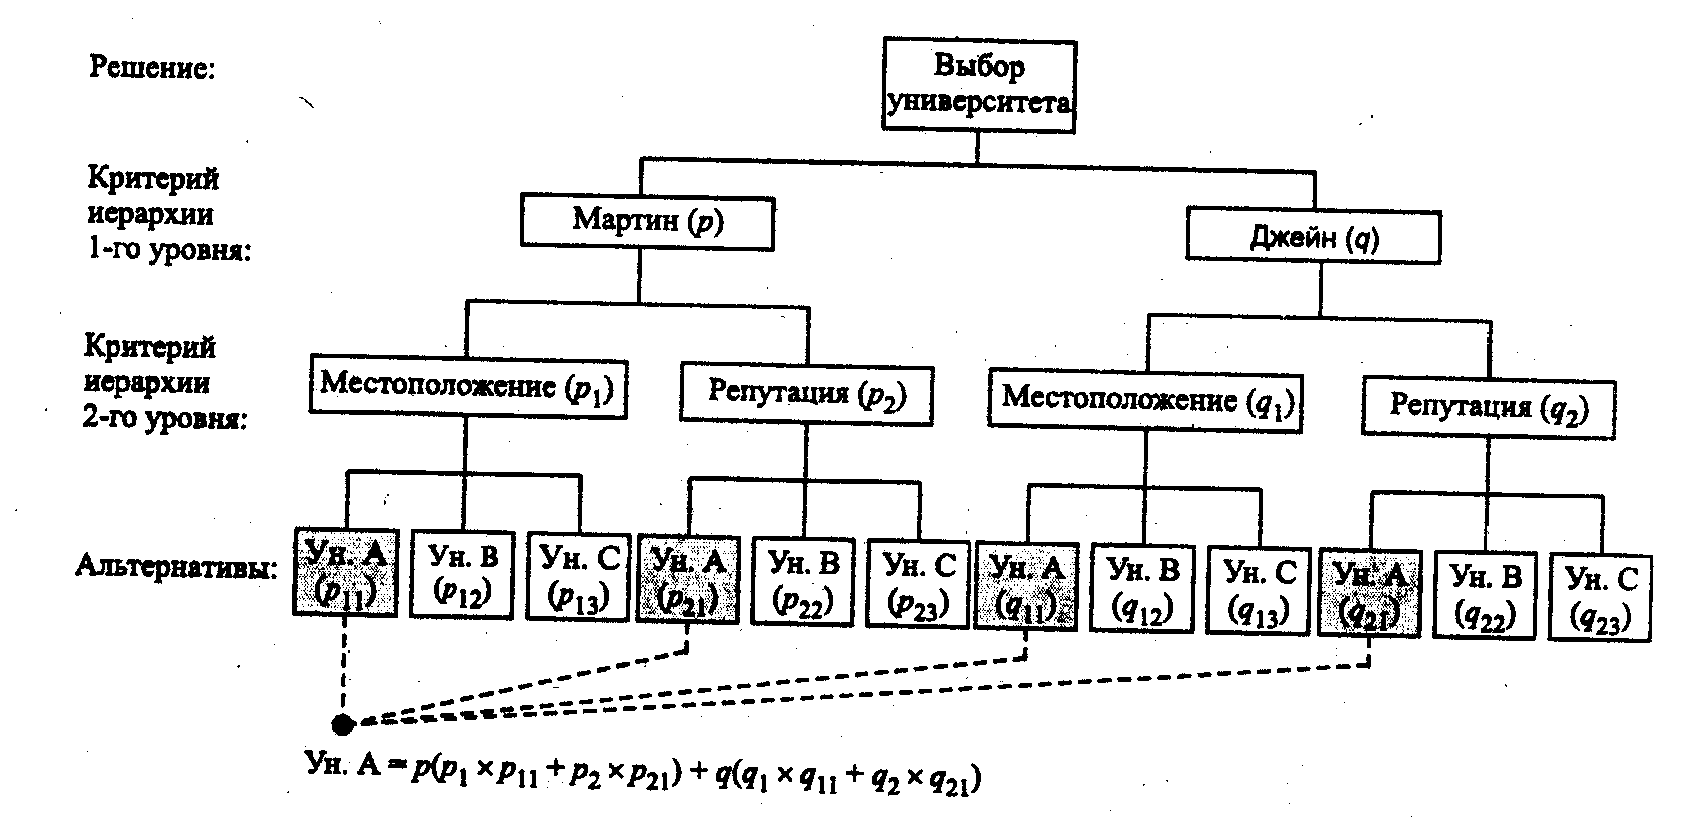 Решение:
Выбор
университета
Критерий
иерархии
1-го уровня:
Мартин (p)
Джейн (q)
Критерий
иерархии
2-го уровня:
Местоположение (p₁)
Репутация (p₂)
Местоположение (q₁)
Репутация (q₂)
Альтернативы:
Ун. A
(p₁₁)
Ун. B
(p₁₂)
Ун. C
(p₁₃)
Ун. A
(p₂₁)
Ун. B
(p₂₂)
Ун. C
(p₂₃)
Ун. A
(q₁₁)
Ун. B
(q₁₂)
Ун. C
(q₁₃)
Ун. A
(q₂₁)
Ун. B
(q₂₂)
Ун. C
(q₂₃)
Ун. A = p(p₁ × p₁₁ + p₂ × p₂₁) + q(q₁ × q₁₁ + q₂ × q₂₁)